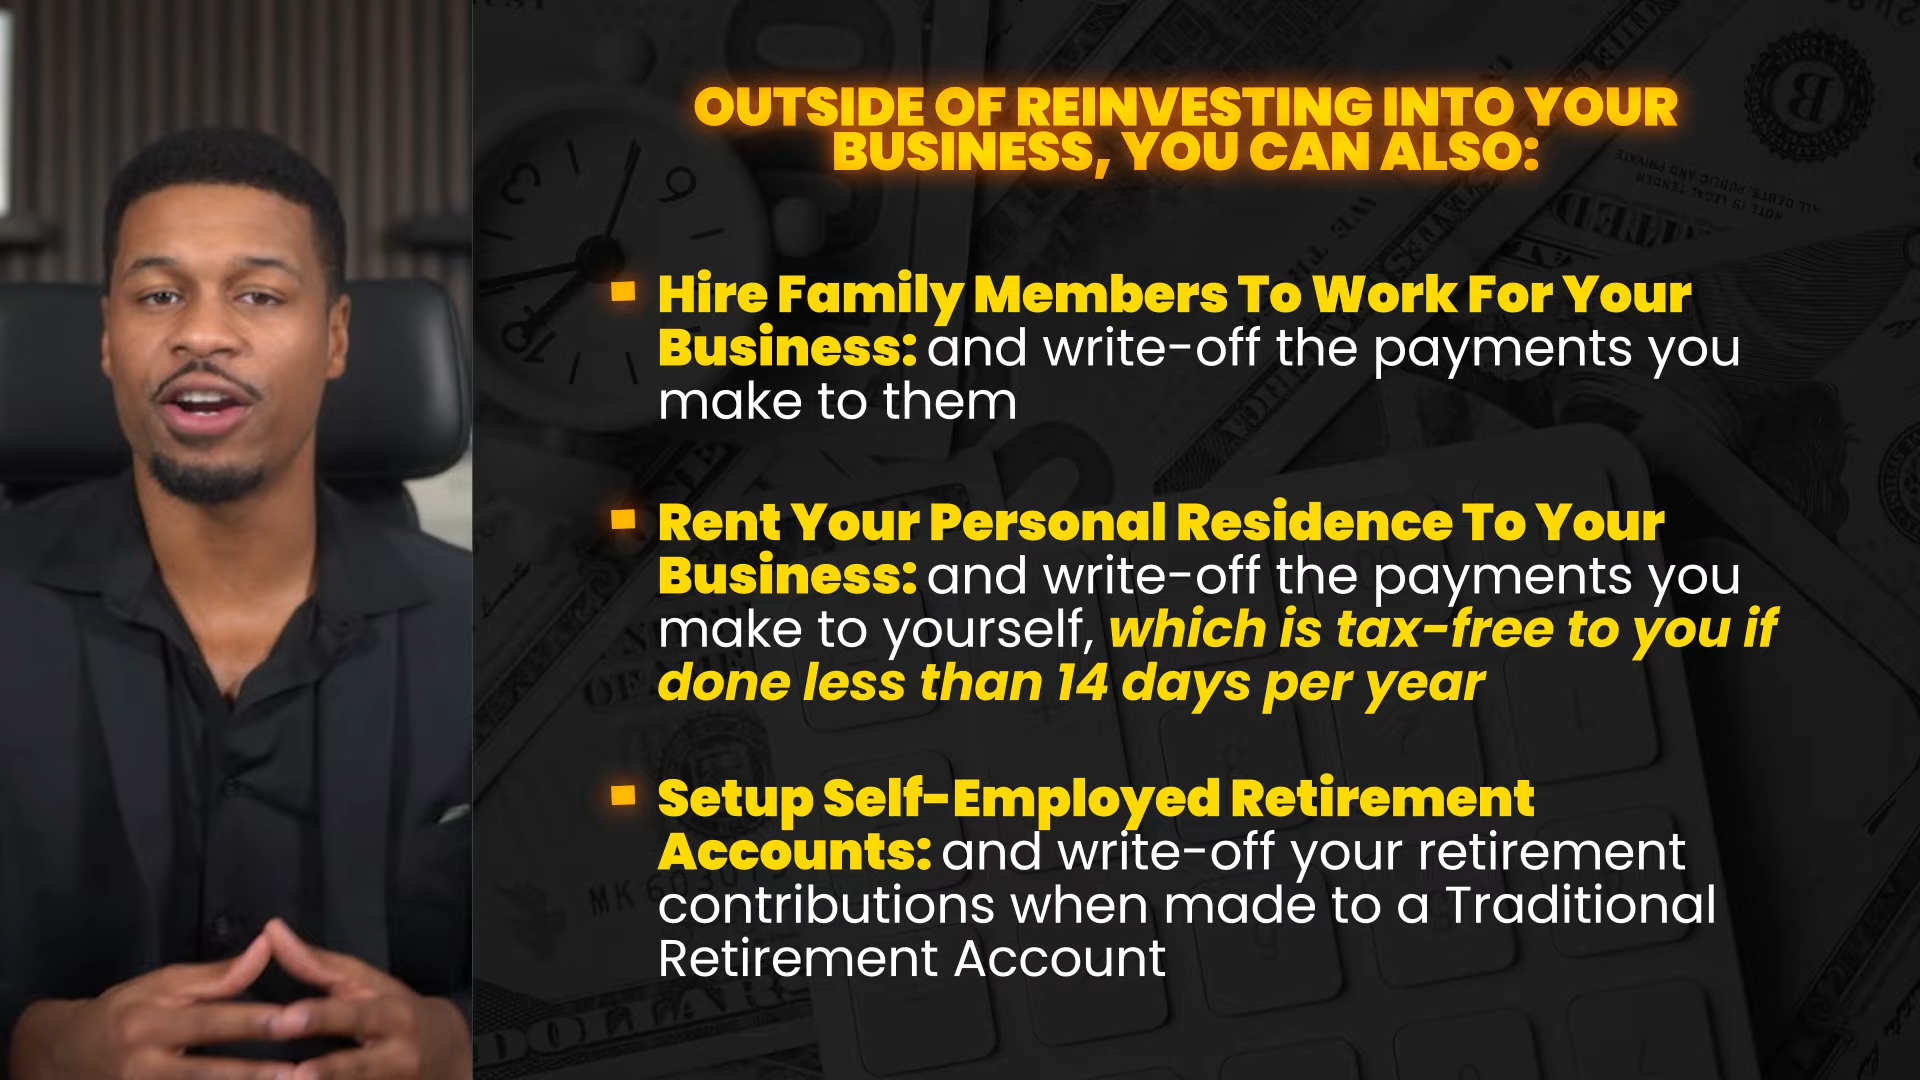 OUTSIDE OF REINVESTING INTO YOUR
BUSINESS, YOU CAN ALSO:
Hire Family Members To Work For Your
Business: and write-off the payments you
make to them
Rent Your Personal Residence To Your
Business: and write-off the payments you
make to yourself, which is tax-free to you if
done less than 14 days per year
Setup Self-Employed Retirement
Accounts: and write-off your retirement
contributions when made to a Traditional
Retirement Account